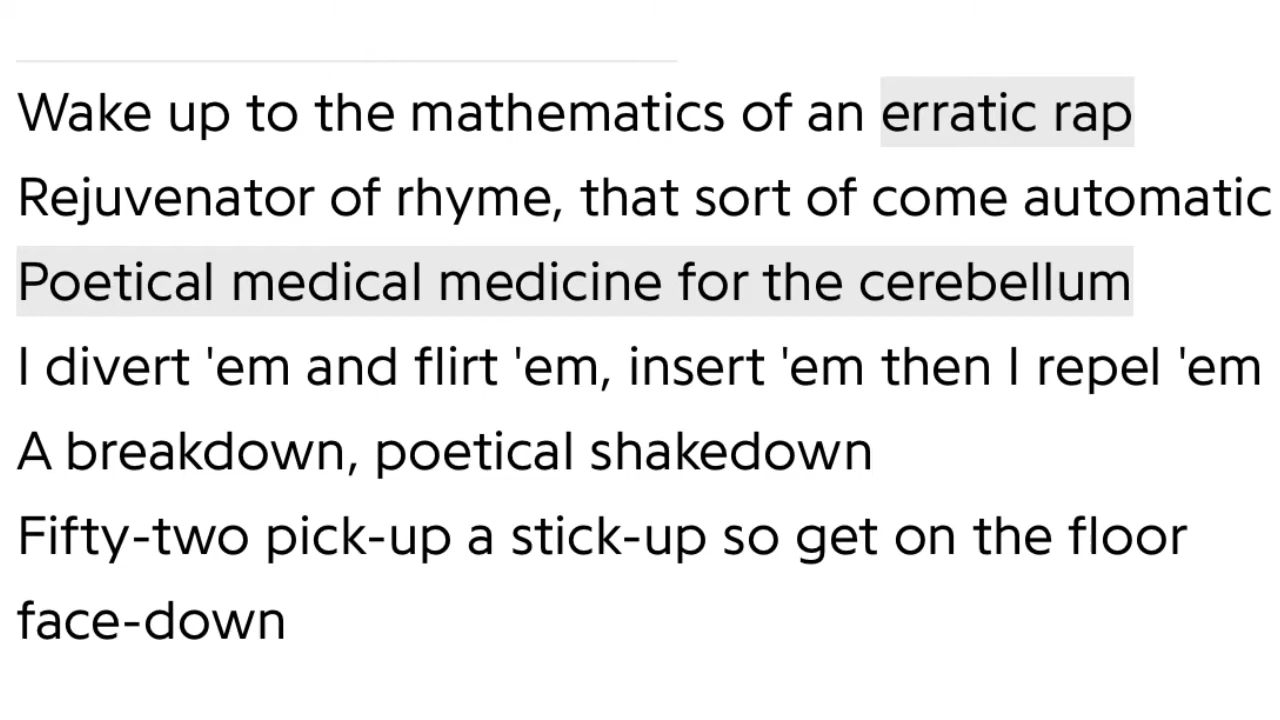 Wake up to the mathematics of an erratic rap
Rejuvenator of rhyme, that sort of come automatic
Poetical medical medicine for the cerebellum
I divert 'em and flirt 'em, insert 'em then I repel 'em
A breakdown, poetical shakedown
Fifty-two pick-up a stick-up so get on the floor
face-down